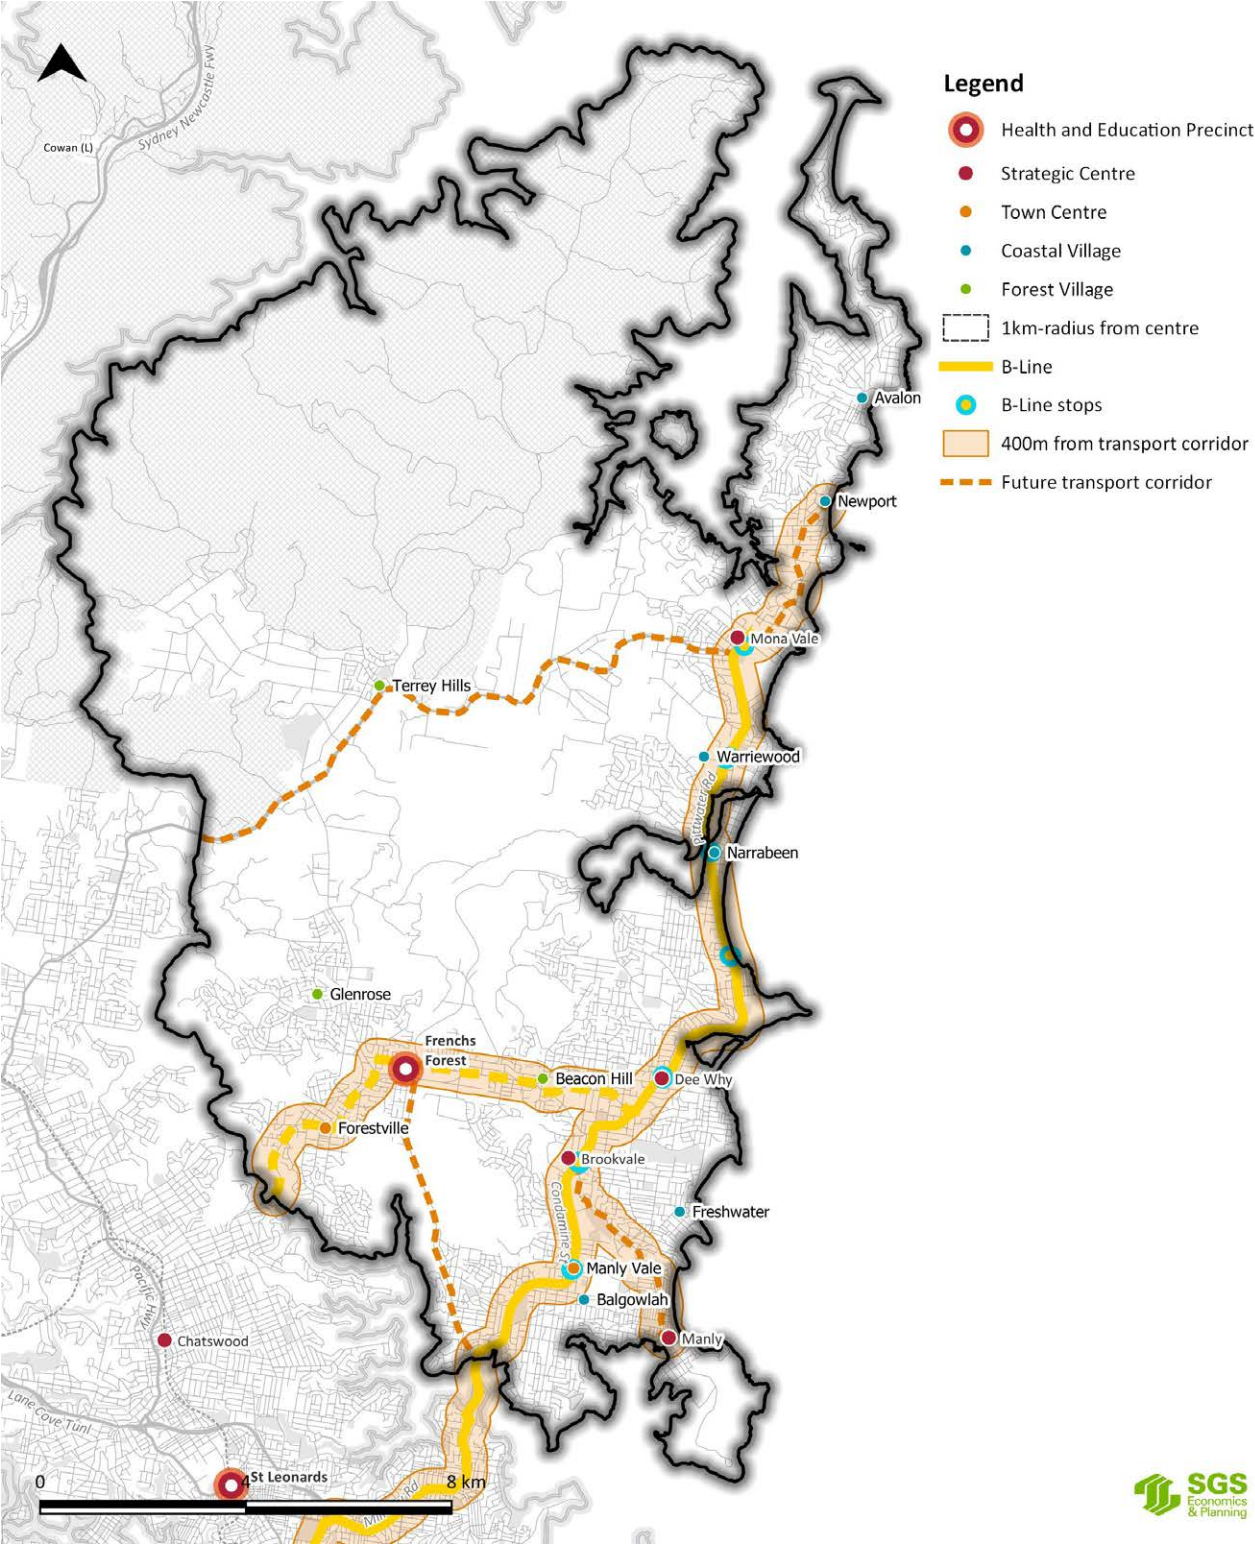 Legend
Health and Education Precinct
Strategic Centre
Town Centre
Coastal Village
Forest Village
1km-radius from centre
B-Line
B-Line stops
400m from transport corridor
Future transport corridor
Sydney Newcastle Fwy
Cowan (L)
Avalon
Newport
Mona Vale
Terrey Hills
Warriewood
Pittwater Rd
Narrabeen
Glenrose
Frenchs
Forest
Beacon Hill
Dee Why
Forestville
Brookvale
Condamine St
Freshwater
Manly Vale
Balgowlah
Pacific Hwy
Chatswood
Manly
Lane Cove Tunl
St Leonards
0
4
8 km
SGS
Economics
& Planning